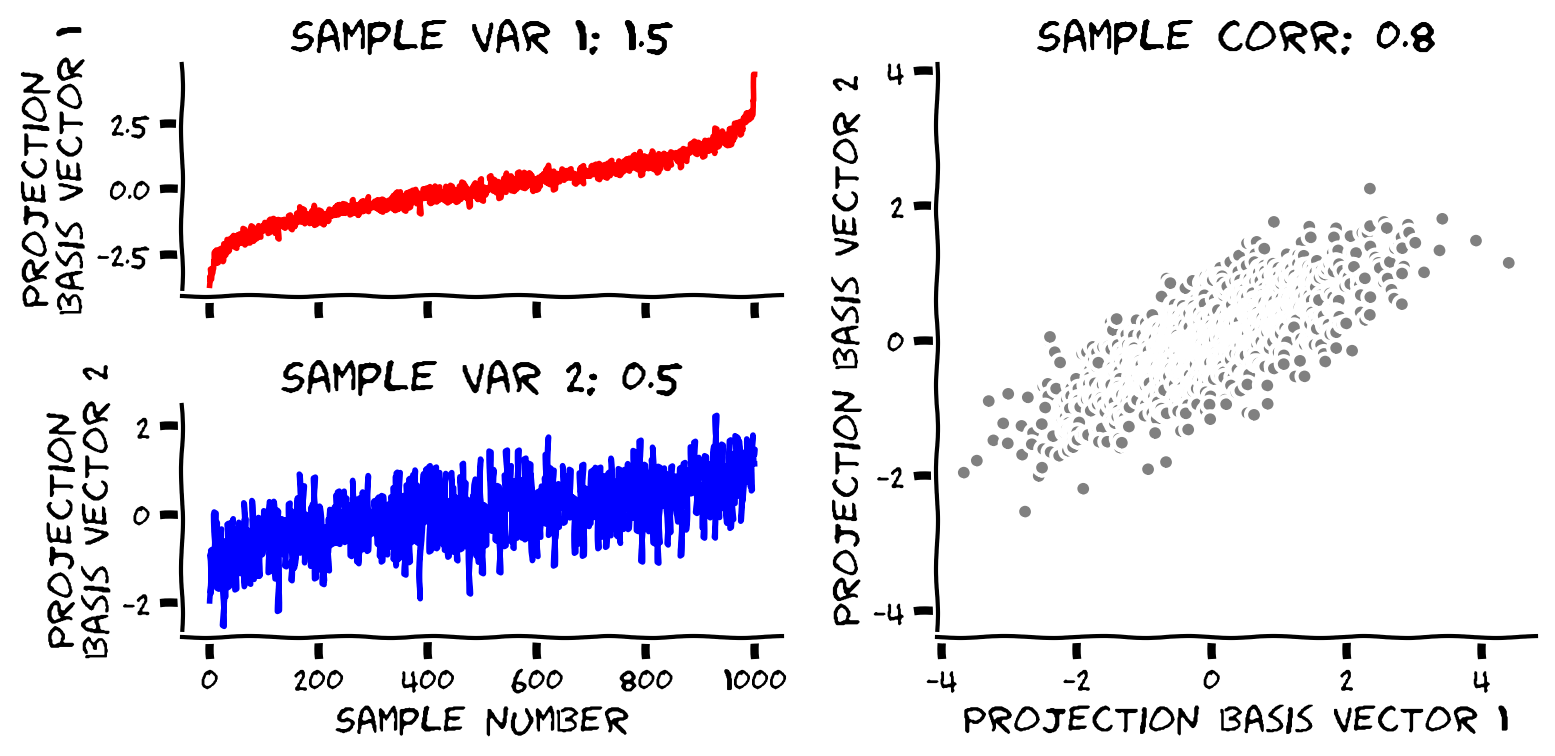 SAMPLE VAR 1: 1.5
PROJECTION
BASIS VECTOR 1
2.5
0.0
-2.5
SAMPLE VAR 2: 0.5
PROJECTION
BASIS VECTOR 2
2
0
-2
0 200 400 600 800 1000
SAMPLE NUMBER
SAMPLE CORR: 0.8
PROJECTION BASIS VECTOR 2
4
2
0
-2
-4
-4 -2 0 2 4
PROJECTION BASIS VECTOR 1